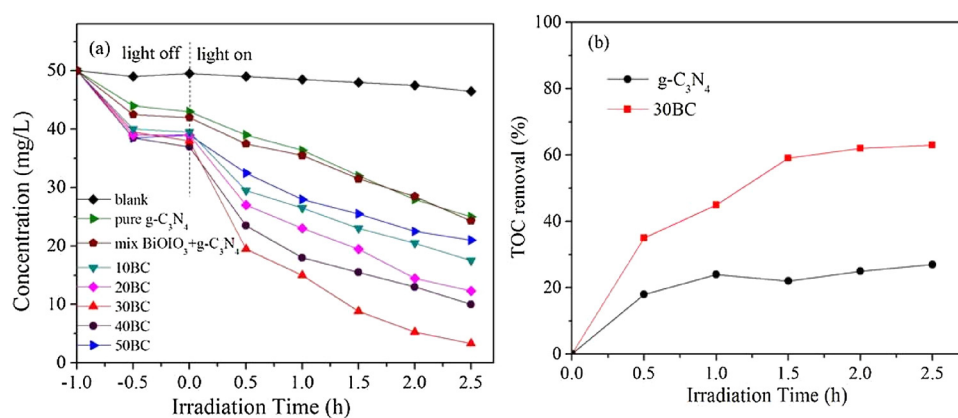 (a)
light off
light on
Concentration (mg/L)
50
40
30
20
10
0
blank
pure g-C₃N₄
mix BiOIO₃+g-C₃N₄
10BC
20BC
30BC
40BC
50BC
-1.0 -0.5 0.0 0.5 1.0 1.5 2.0 2.5
Irradiation Time (h)
(b)
TOC removal (%)
100
80
60
40
20
0
g-C₃N₄
30BC
0.0 0.5 1.0 1.5 2.0 2.5
Irradiation Time (h)